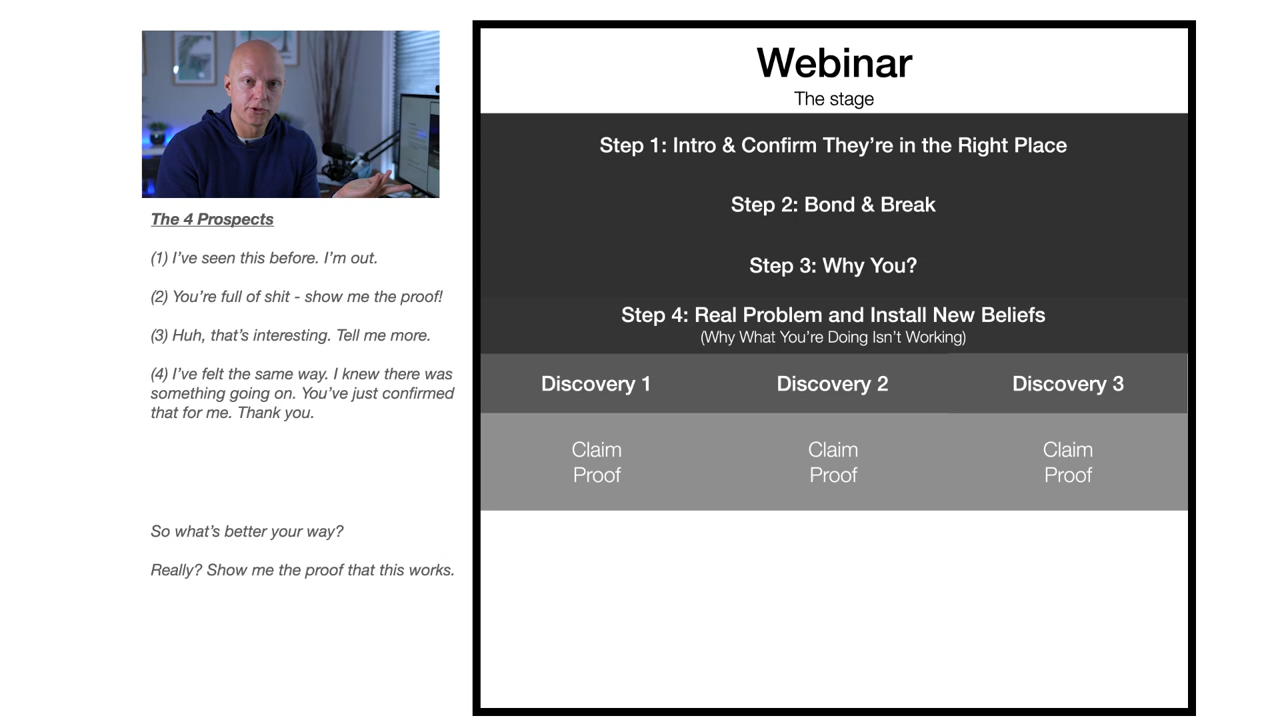 The 4 Prospects
(1) I've seen this before. I'm out.
(2) You're full of shit - show me the proof!
(3) Huh, that's interesting. Tell me more.
(4) I've felt the same way. I knew there was
something going on. You've just confirmed
that for me. Thank you.
So what's better your way?
Really? Show me the proof that this works.
Webinar
The stage
Step 1: Intro & Confirm They're in the Right Place
Step 2: Bond & Break
Step 3: Why You?
Step 4: Real Problem and Install New Beliefs
(Why What You're Doing Isn't Working)
Discovery 1 Discovery 2 Discovery 3
Claim Claim Claim
Proof Proof Proof